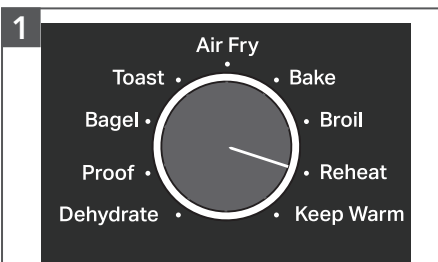 1
Air Fry
Toast Bake
Bagel Broil
Proof Reheat
Dehydrate Keep Warm